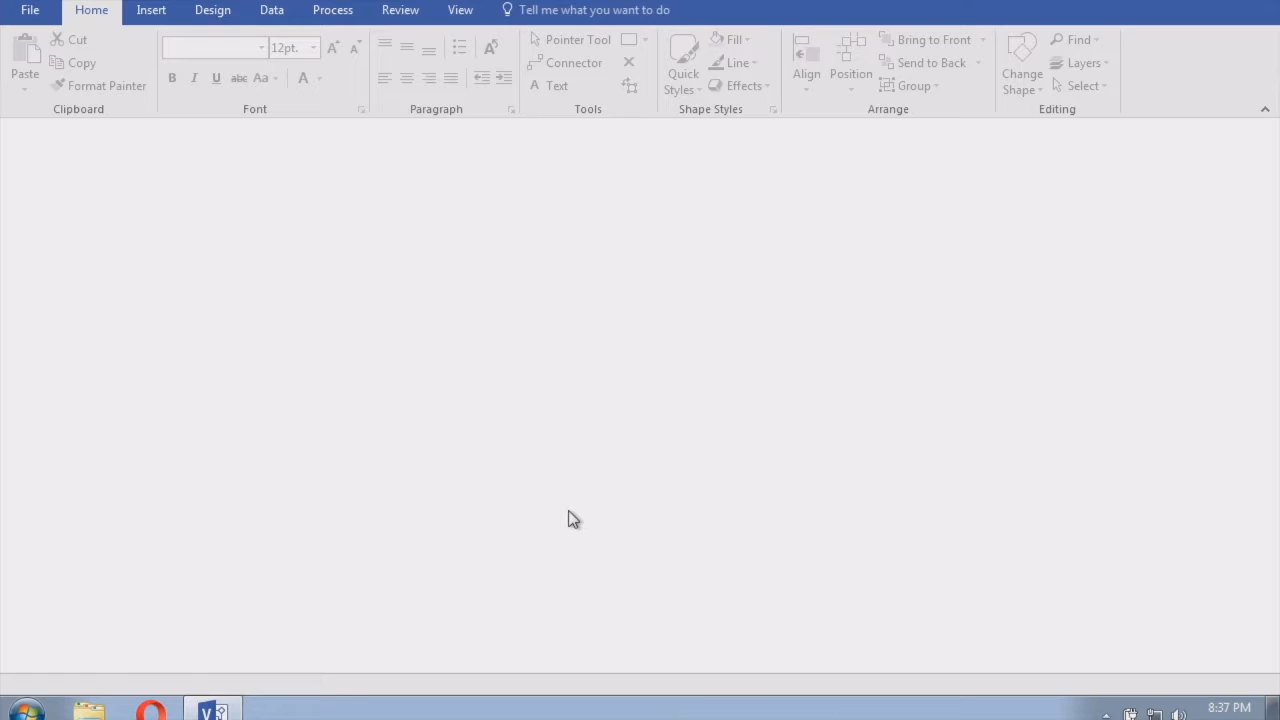 File Home Insert Design Data Process Review View Tell me what you want to do
Paste
Cut
Copy
Format Painter
Clipboard
12pt.
B I U abc Aa A
Font
Paragraph
Pointer Tool
Connector
Text
Tools
Quick
Styles
Fill
Line
Effects
Shape Styles
Align
Position
Bring to Front
Send to Back
Group
Arrange
Change
Shape
Find
Layers
Select
Editing
8:37 PM